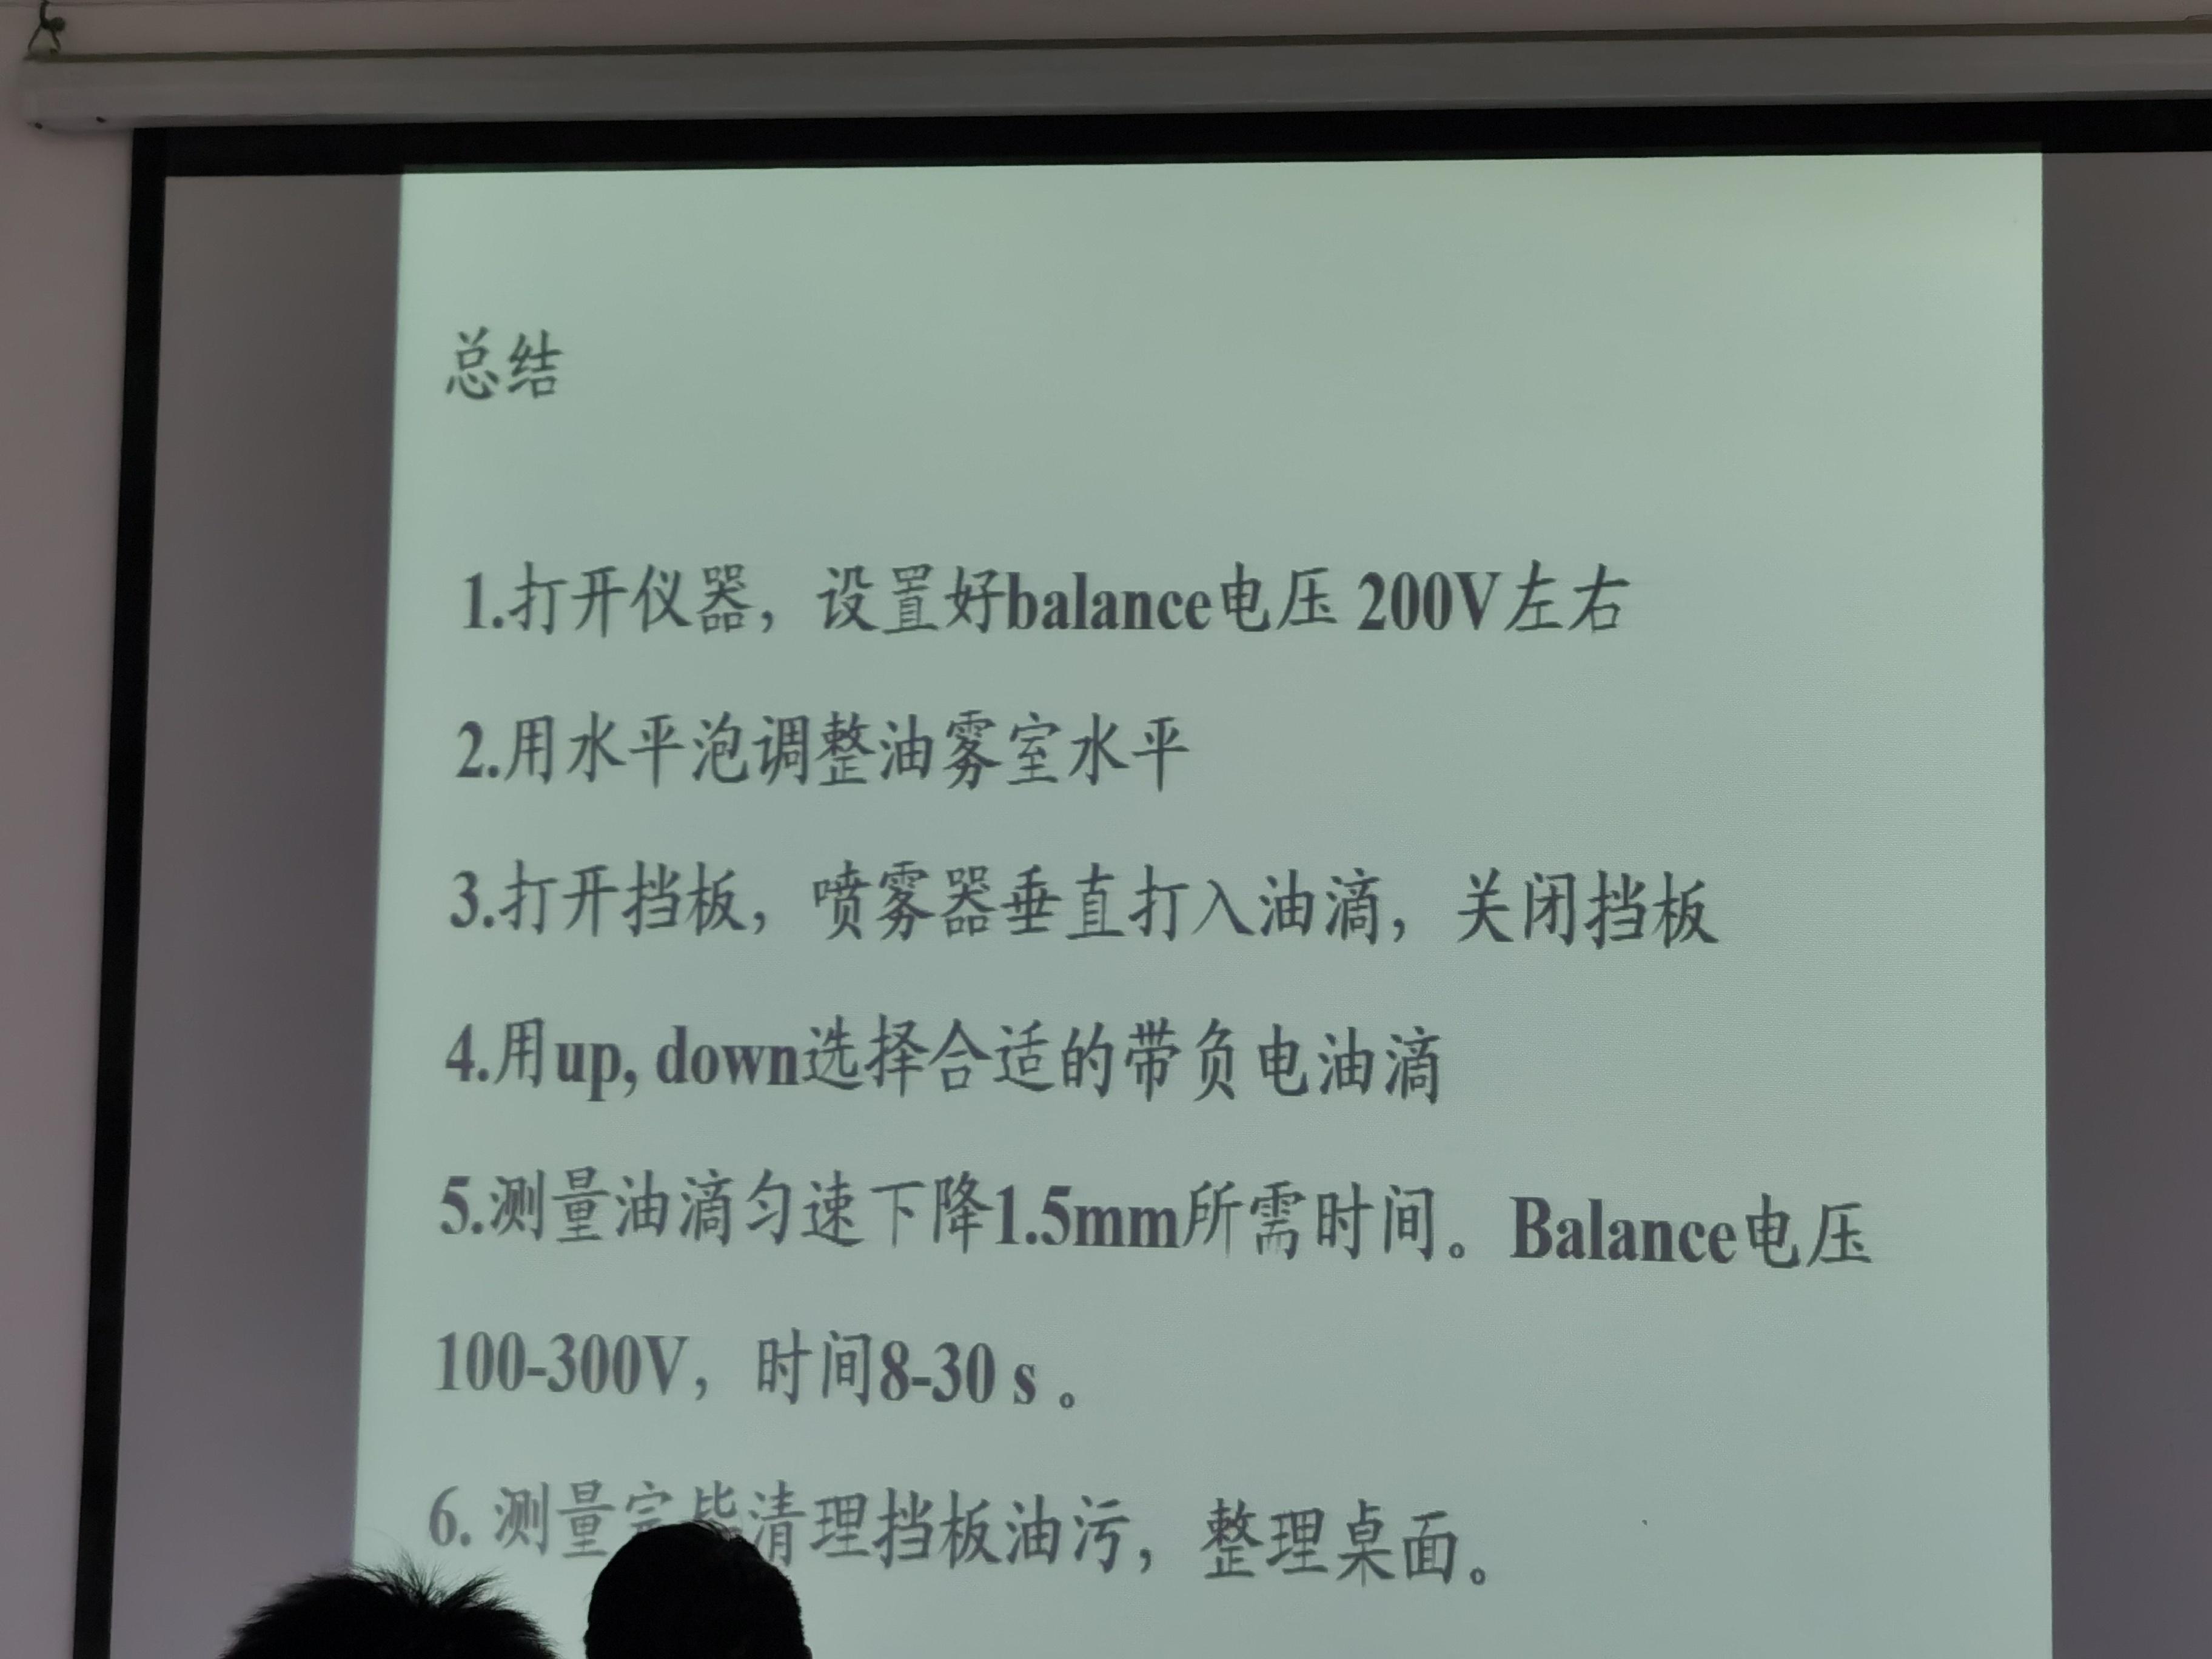 总结
1.打开仪器，设置好balance电压 200V左右
2.用水平泡调整油雾室水平
3.打开挡板，喷雾器垂直打入油滴，关闭挡板
4.用up, down选择合适的带负电油滴
5.测量油滴匀速下降1.5mm所需时间。Balance电压
100-300V，时间8-30 s 。
6. 测量完毕清理挡板油污，整理桌面。